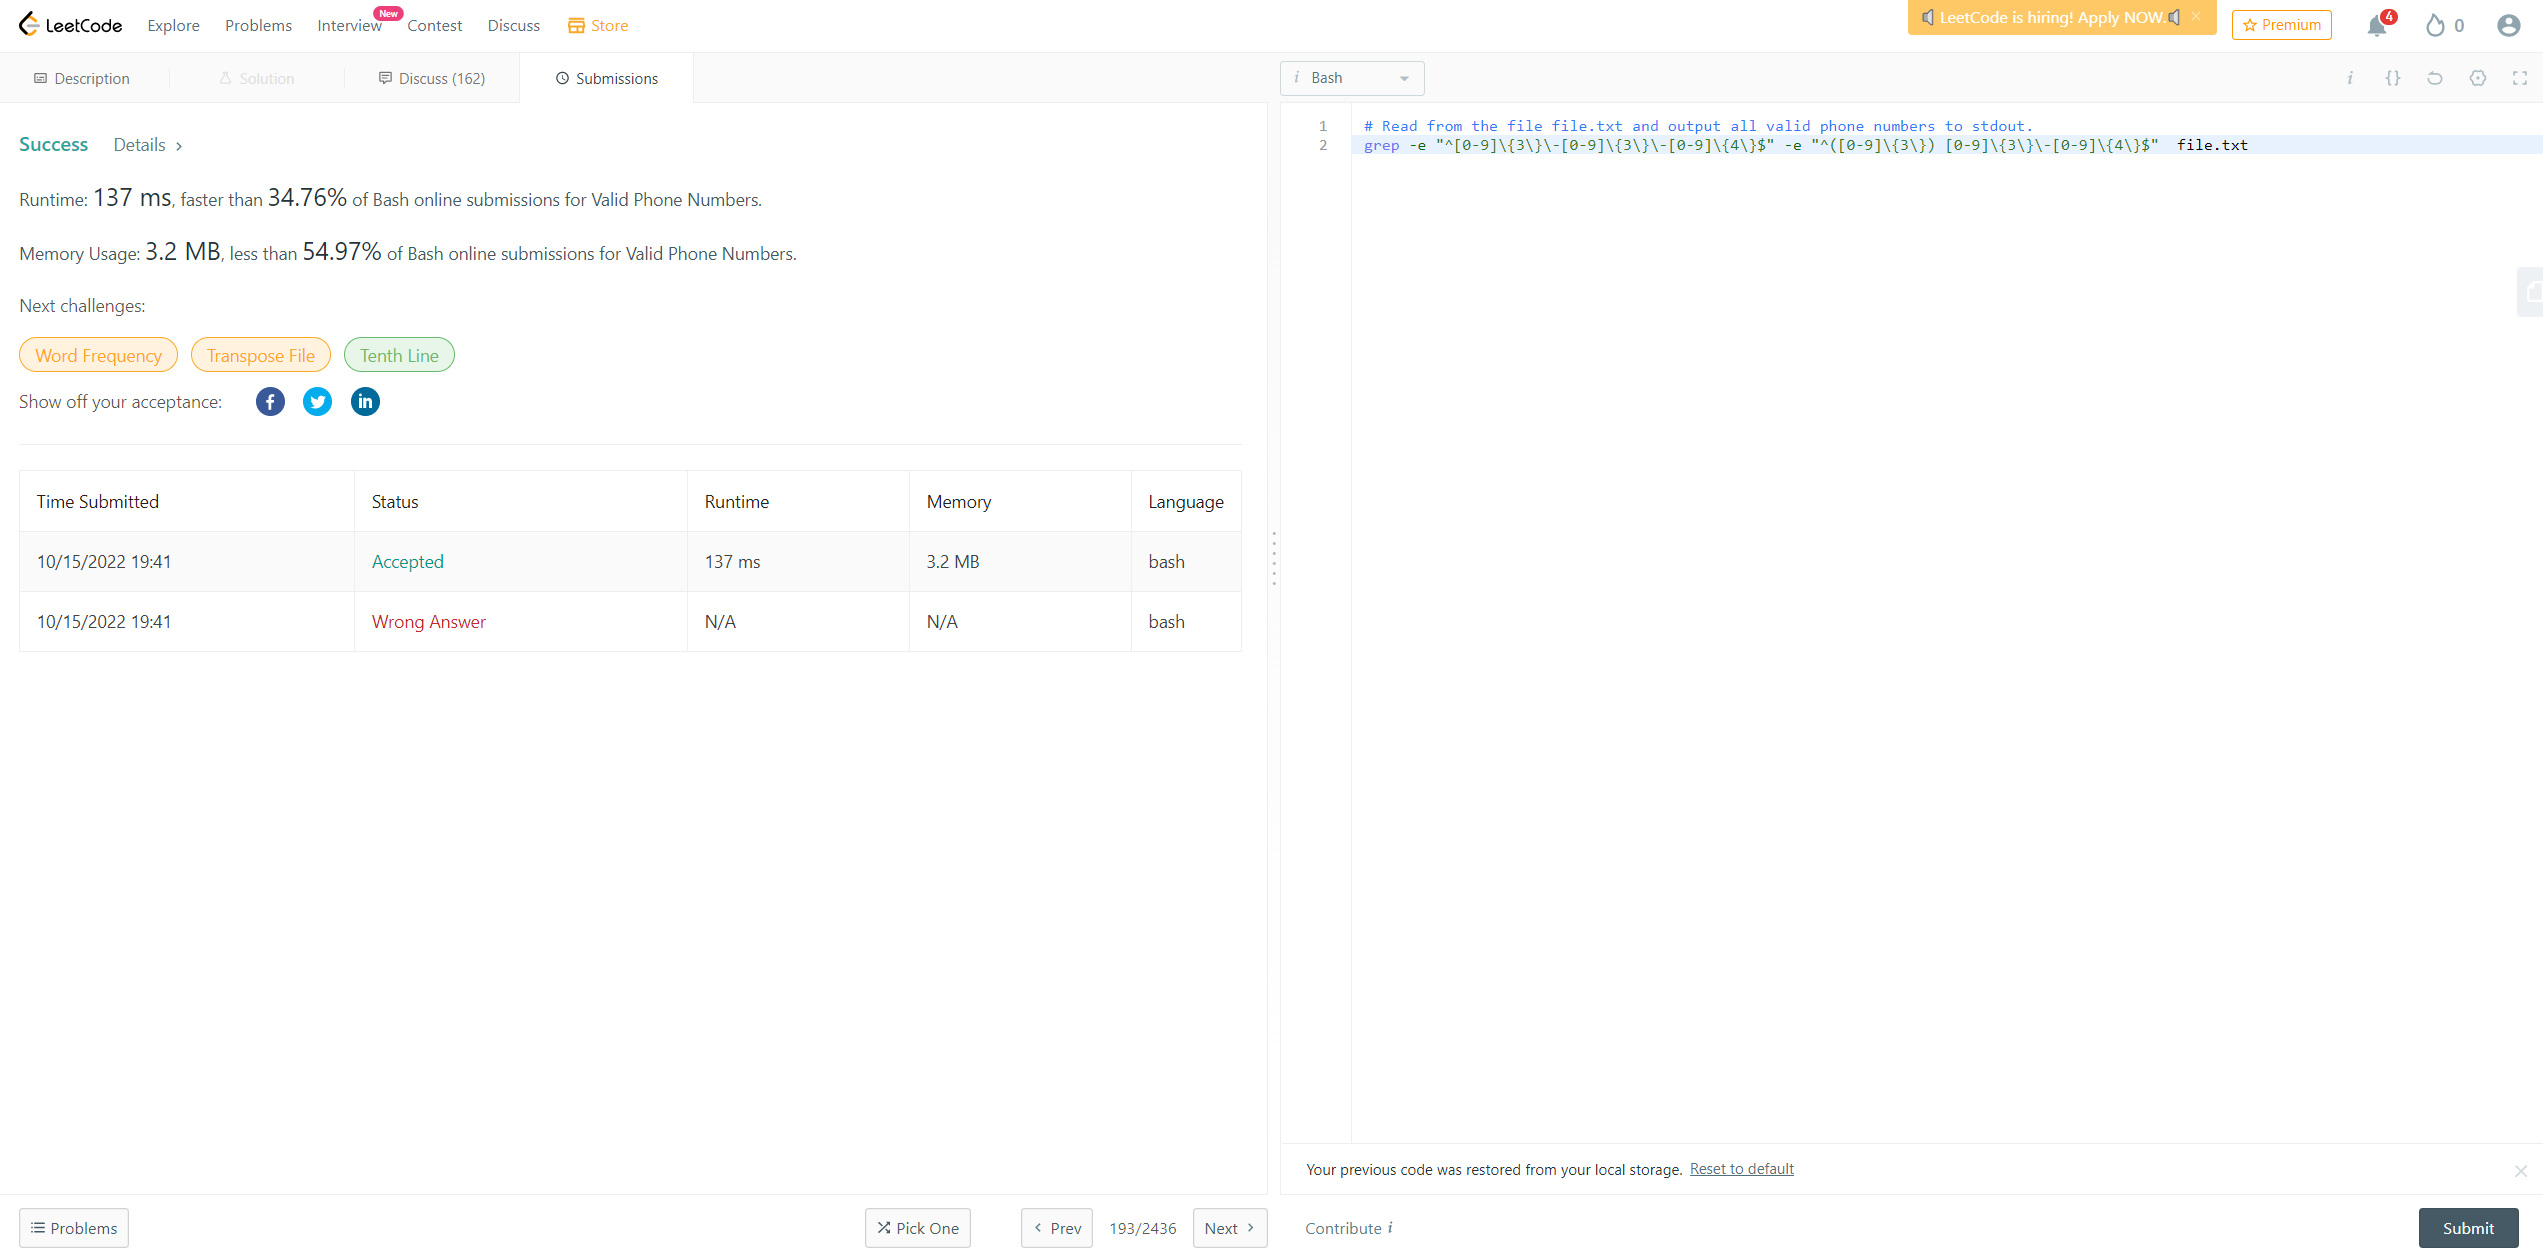 LeetCode Explore Problems Interview New Contest Discuss Store LeetCode is hiring! Apply NOW. × Premium 4 0
Description Solution Discuss (162) Submissions
i Bash i {}
Success Details >
Runtime: 137 ms, faster than 34.76% of Bash online submissions for Valid Phone Numbers.
Memory Usage: 3.2 MB, less than 54.97% of Bash online submissions for Valid Phone Numbers.
Next challenges:
Word Frequency Transpose File Tenth Line
Show off your acceptance: f in
Time Submitted Status Runtime Memory Language
10/15/2022 19:41 Accepted 137 ms 3.2 MB bash
10/15/2022 19:41 Wrong Answer N/A N/A bash
1 # Read from the file file.txt and output all valid phone numbers to stdout.
2 grep -e "^[0-9]\{3\}\-[0-9]\{3\}\-[0-9]\{4\}$" -e "^([0-9]\{3\}) [0-9]\{3\}\-[0-9]\{4\}$"  file.txt
Your previous code was restored from your local storage. Reset to default ×
Problems Pick One < Prev 193/2436 Next > Contribute i Submit